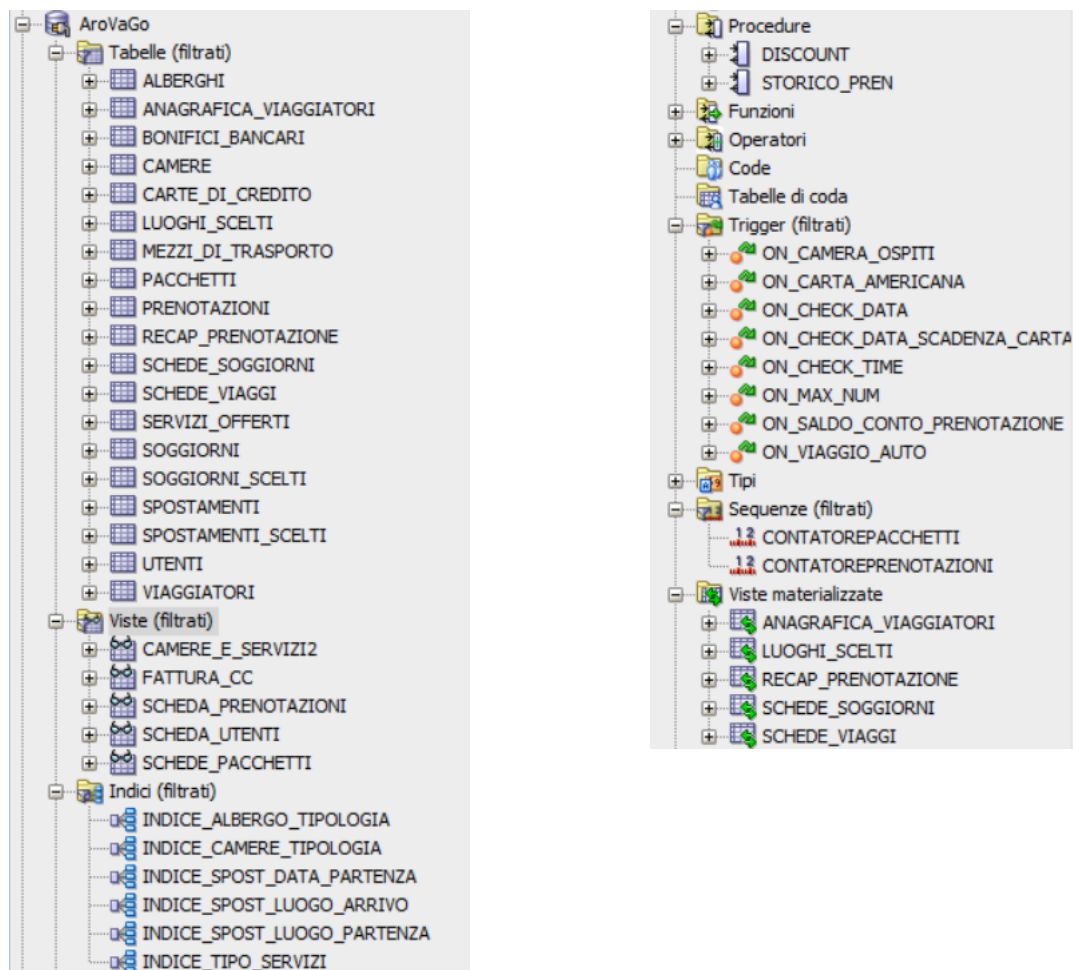 AroVaGo
Tabelle (filtrati)
ALBERGHI
ANAGRAFICA_VIAGGIATORI
BONIFICI_BANCARI
CAMERE
CARTE_DI_CREDITO
LUOGHI_SCELTI
MEZZI_DI_TRASPORTO
PACCHETTI
PRENOTAZIONI
RECAP_PRENOTAZIONE
SCHEDE_SOGGIORNI
SCHEDE_VIAGGI
SERVIZI_OFFERTI
SOGGIORNI
SOGGIORNI_SCELTI
SPOSTAMENTI
SPOSTAMENTI_SCELTI
UTENTI
VIAGGIATORI
Viste (filtrati)
CAMERE_E_SERVIZI2
FATTURA_CC
SCHEDA_PRENOTAZIONI
SCHEDA_UTENTI
SCHEDE_PACCHETTI
Indici (filtrati)
INDICE_ALBERGO_TIPOLOGIA
INDICE_CAMERE_TIPOLOGIA
INDICE_SPOST_DATA_PARTENZA
INDICE_SPOST_LUOGO_ARRIVO
INDICE_SPOST_LUOGO_PARTENZA
INDICE_TIPO_SERVIZI
Procedure
DISCOUNT
STORICO_PREN
Funzioni
Operatori
Code
Tabelle di coda
Trigger (filtrati)
ON_CAMERA_OSPITI
ON_CARTA_AMERICANA
ON_CHECK_DATA
ON_CHECK_DATA_SCADENZA_CARTA
ON_CHECK_TIME
ON_MAX_NUM
ON_SALDO_CONTO_PRENOTAZIONE
ON_VIAGGIO_AUTO
Tipi
Sequenze (filtrati)
CONTATOREPACCHETTI
CONTATOREPRENOTAZIONI
Viste materializzate
ANAGRAFICA_VIAGGIATORI
LUOGHI_SCELTI
RECAP_PRENOTAZIONE
SCHEDE_SOGGIORNI
SCHEDE_VIAGGI